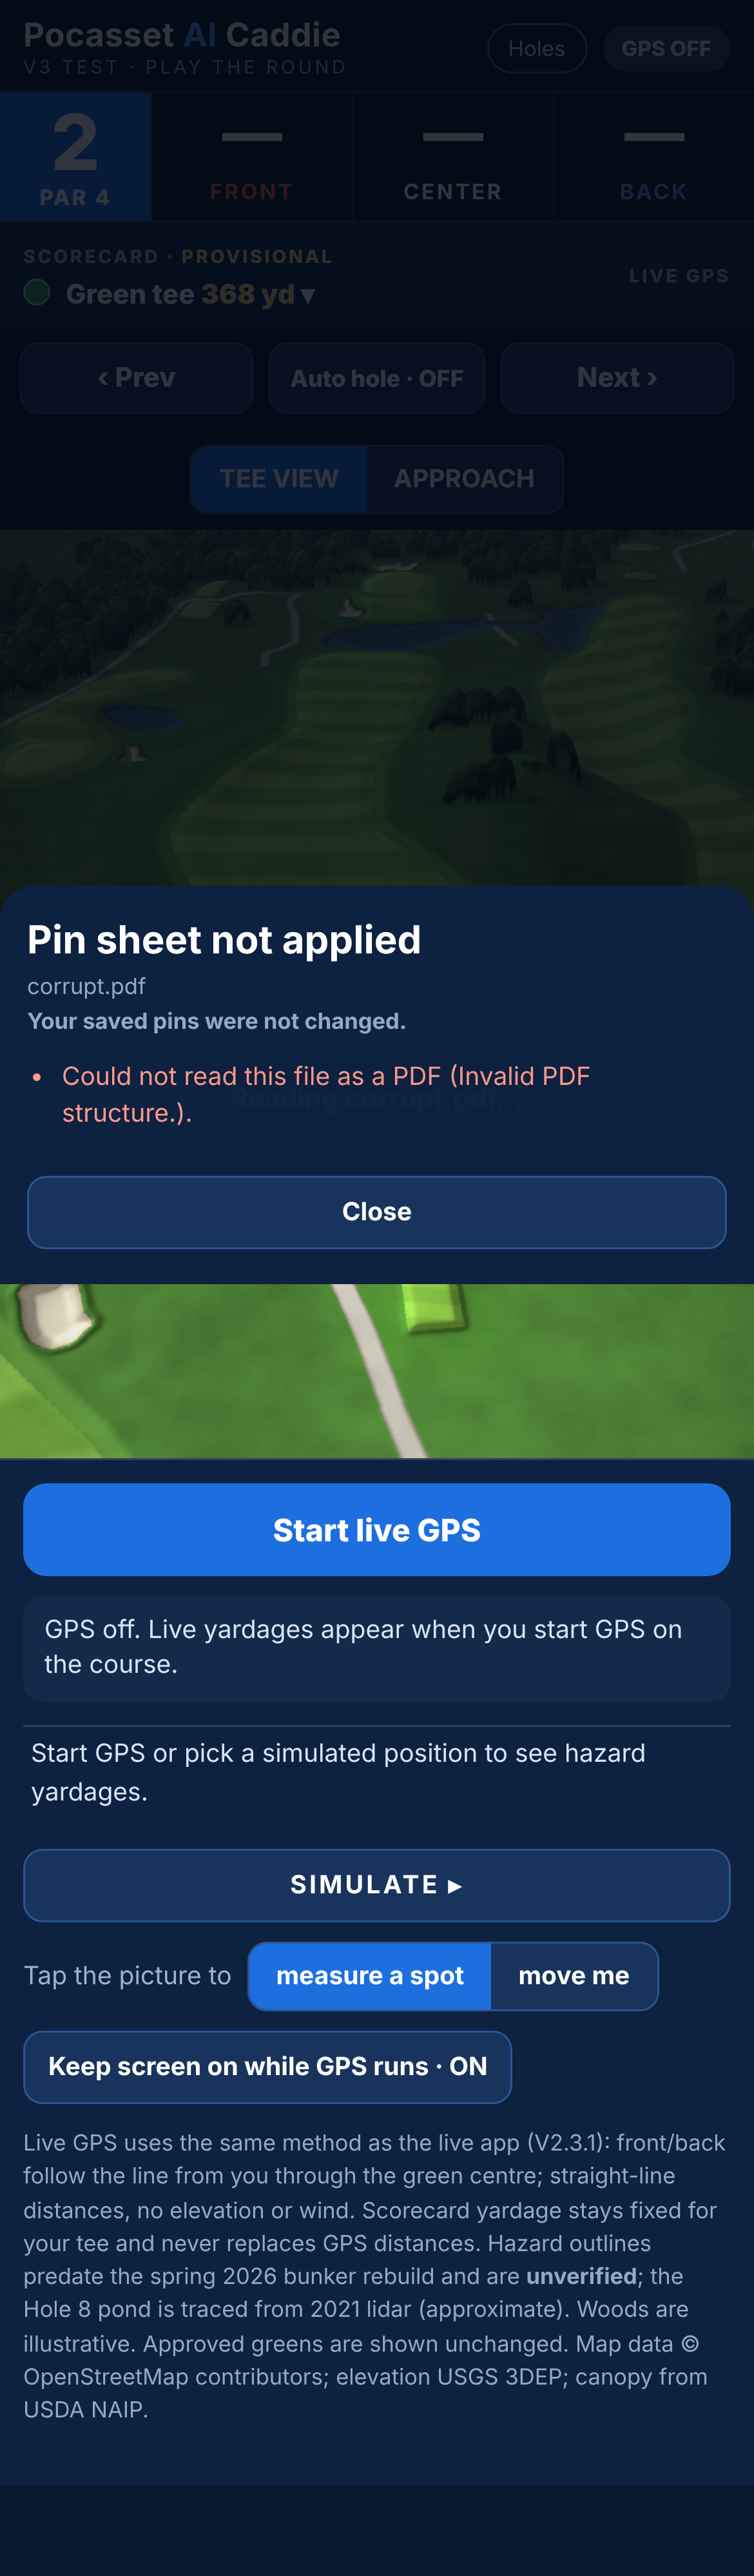 Pocasset AI Caddie
V3 TEST · PLAY THE ROUND
Holes
GPS OFF
2
PAR 4
—
FRONT
—
CENTER
—
BACK
SCORECARD · PROVISIONAL
Green tee 368 yd ▾
LIVE GPS
‹ Prev
Auto hole · OFF
Next ›
TEE VIEW
APPROACH
Pin sheet not applied
corrupt.pdf
Your saved pins were not changed.
• Could not read this file as a PDF (Invalid PDF
structure.).
Reading corrupt.pdf…
Close
Start live GPS
GPS off. Live yardages appear when you start GPS on
the course.
Start GPS or pick a simulated position to see hazard
yardages.
SIMULATE ▸
Tap the picture to
measure a spot
move me
Keep screen on while GPS runs · ON
Live GPS uses the same method as the live app (V2.3.1): front/back
follow the line from you through the green centre; straight-line
distances, no elevation or wind. Scorecard yardage stays fixed for
your tee and never replaces GPS distances. Hazard outlines
predate the spring 2026 bunker rebuild and are unverified; the
Hole 8 pond is traced from 2021 lidar (approximate). Woods are
illustrative. Approved greens are shown unchanged. Map data ©
OpenStreetMap contributors; elevation USGS 3DEP; canopy from
USDA NAIP.